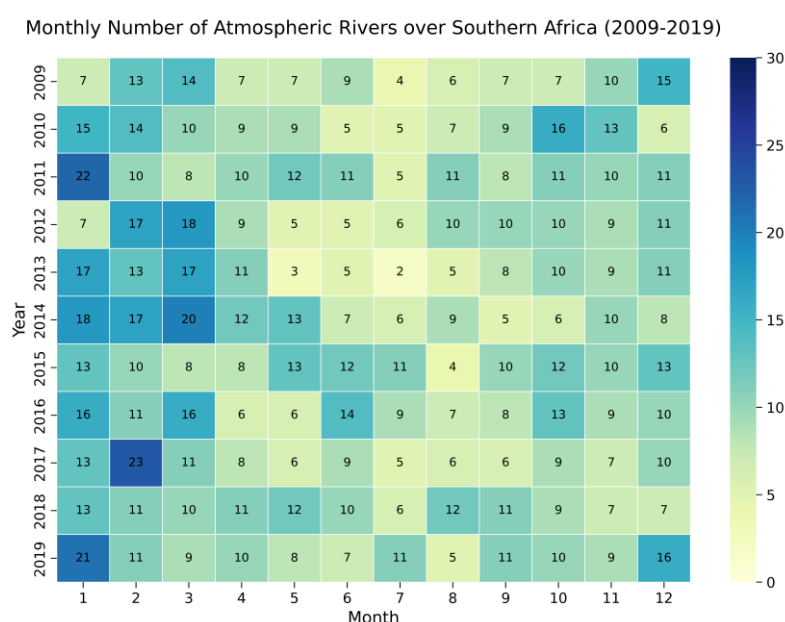 Monthly Number of Atmospheric Rivers over Southern Africa (2009-2019)
2009 7 13 14 7 7 9 4 6 7 7 10 15
2010 15 14 10 9 9 5 5 7 9 16 13 6
2011 22 10 8 10 12 11 5 11 8 11 10 11
2012 7 17 18 9 5 5 6 10 10 10 9 11
2013 17 13 17 11 3 5 2 5 8 10 9 11
2014 18 17 20 12 13 7 6 9 5 6 10 8
2015 13 10 8 8 13 12 11 4 10 12 10 13
2016 16 11 16 6 6 14 9 7 8 13 9 10
2017 13 23 11 8 6 9 5 6 6 9 7 10
2018 13 11 10 11 12 10 6 12 11 9 7 7
2019 21 11 9 10 8 7 11 5 11 10 9 16
1 2 3 4 5 6 7 8 9 10 11 12
Month
Year
30
25
20
15
10
5
0